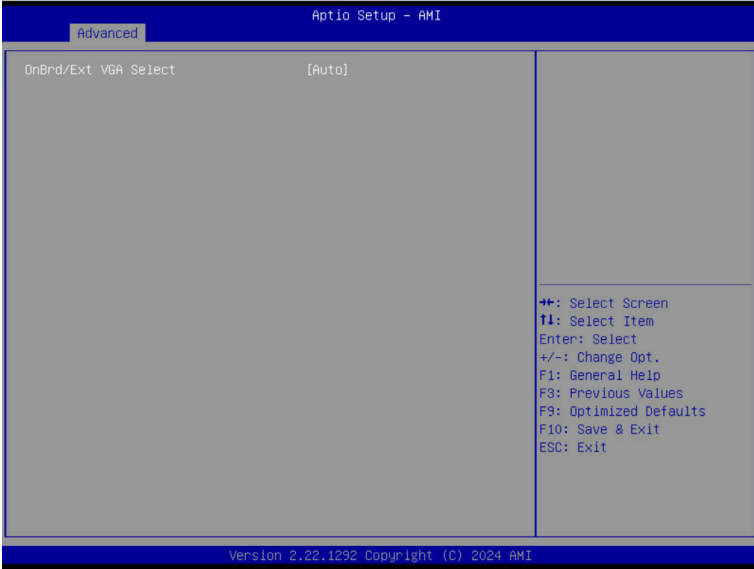 Aptio Setup – AMI
Advanced
OnBrd/Ext VGA Select [Auto]
→←: Select Screen
↑↓: Select Item
Enter: Select
+/-: Change Opt.
F1: General Help
F3: Previous Values
F9: Optimized Defaults
F10: Save & Exit
ESC: Exit
Version 2.22.1292 Copyright (C) 2024 AMI